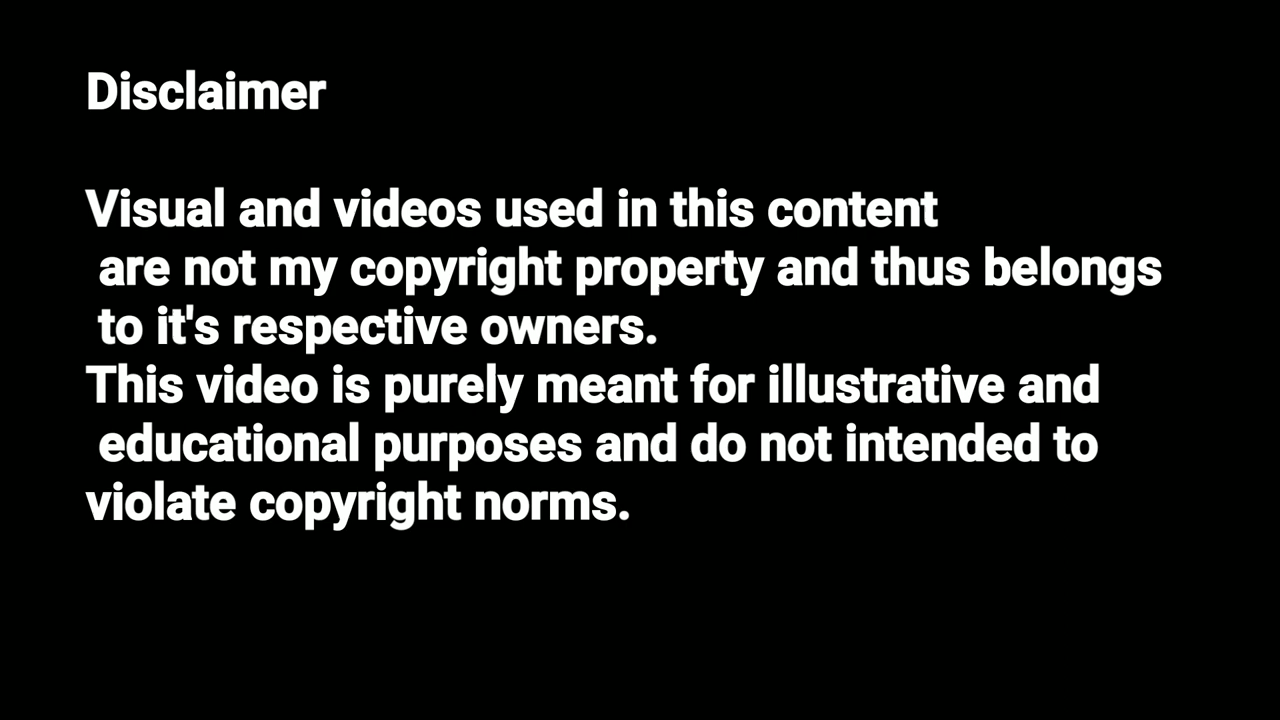 Disclaimer
Visual and videos used in this content
are not my copyright property and thus belongs
to it's respective owners.
This video is purely meant for illustrative and
educational purposes and do not intended to
violate copyright norms.